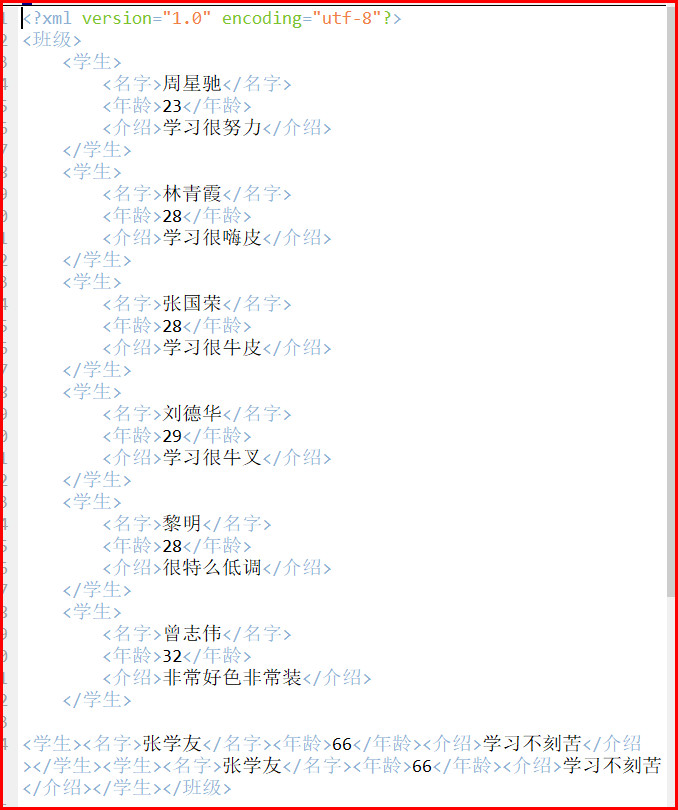 <?xml version="1.0" encoding="utf-8"?>
<班级>
<学生>
<名字>周星驰</名字>
<年龄>23</年龄>
<介绍>学习很努力</介绍>
</学生>
<学生>
<名字>林青霞</名字>
<年龄>28</年龄>
<介绍>学习很嗨皮</介绍>
</学生>
<学生>
<名字>张国荣</名字>
<年龄>28</年龄>
<介绍>学习很牛皮</介绍>
</学生>
<学生>
<名字>刘德华</名字>
<年龄>29</年龄>
<介绍>学习很牛叉</介绍>
</学生>
<学生>
<名字>黎明</名字>
<年龄>28</年龄>
<介绍>很特么低调</介绍>
</学生>
<学生>
<名字>曾志伟</名字>
<年龄>32</年龄>
<介绍>非常好色非常装</介绍>
</学生>
<学生><名字>张学友</名字><年龄>66</年龄><介绍>学习不刻苦</介绍
></学生><学生><名字>张学友</名字><年龄>66</年龄><介绍>学习不刻苦
</介绍></学生></班级>